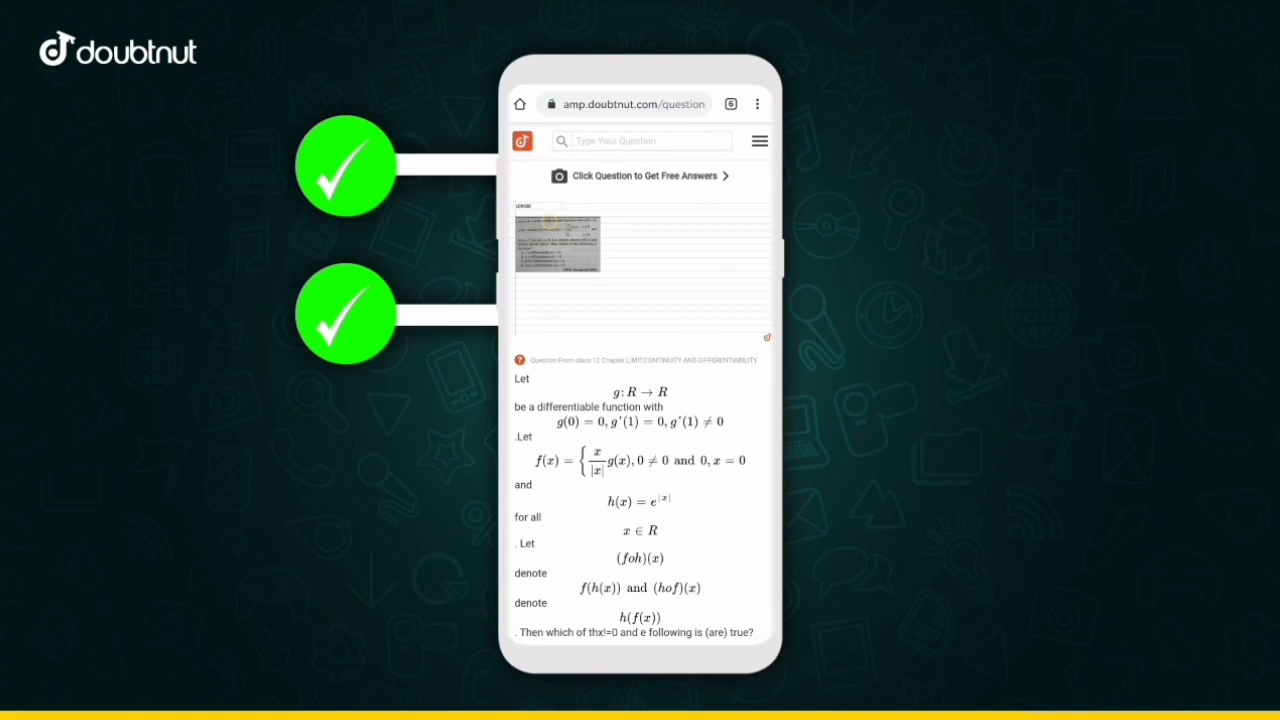 doubtnut
amp.doubtnut.com/question
6
Type Your Question
Click Question to Get Free Answers
Question From class 12 Chapter LIMIT,CONTINUITY AND DIFFERENTIABILITY
Let
g: R → R
be a differentiable function with
g(0) = 0, g'(1) = 0, g'(1) ≠ 0
.Let
f(x) = { x/|x| g(x), 0 ≠ 0 and 0, x = 0
and
h(x) = e^|x|
for all
x ∈ R
. Let
(foh)(x)
denote
f(h(x)) and (hof)(x)
denote
h(f(x))
. Then which of thx!=0 and e following is (are) true?